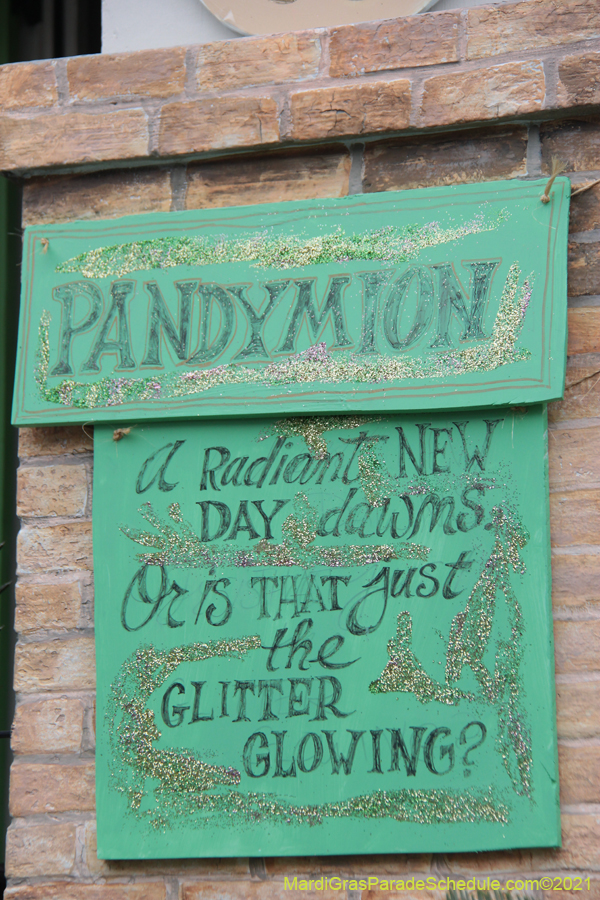 PANDYMION
A Radiant NEW
DAY dawns.
Or is THAT just
the
GLITTER
GLOWING?
MardiGrasParadeSchedule.com ©2021